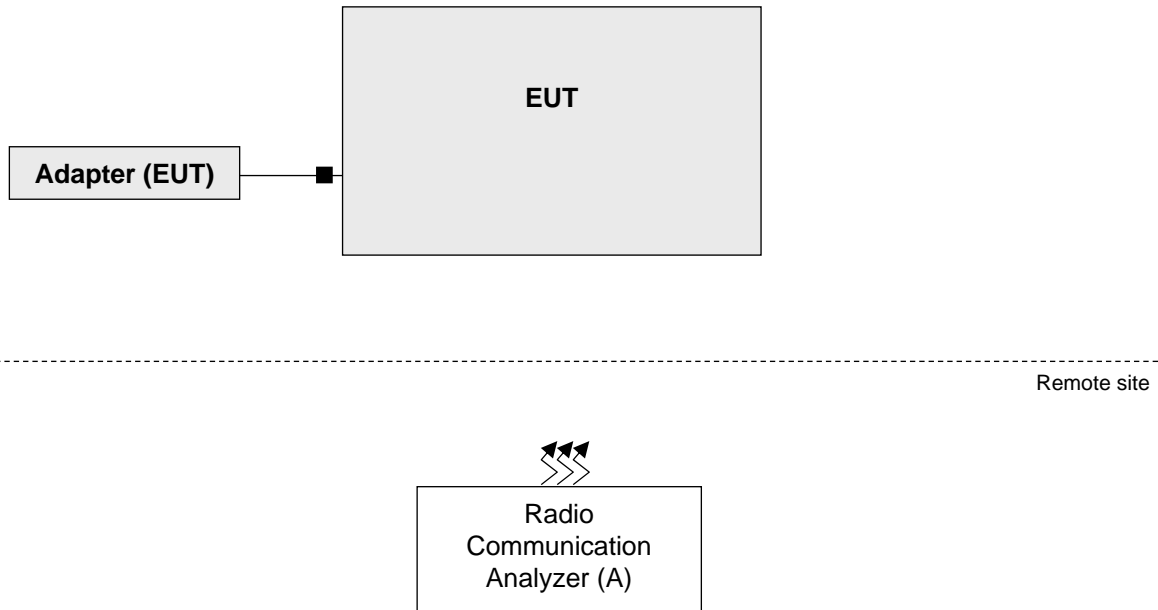 EUT
Adapter (EUT)
Remote site
Radio
Communication
Analyzer (A)